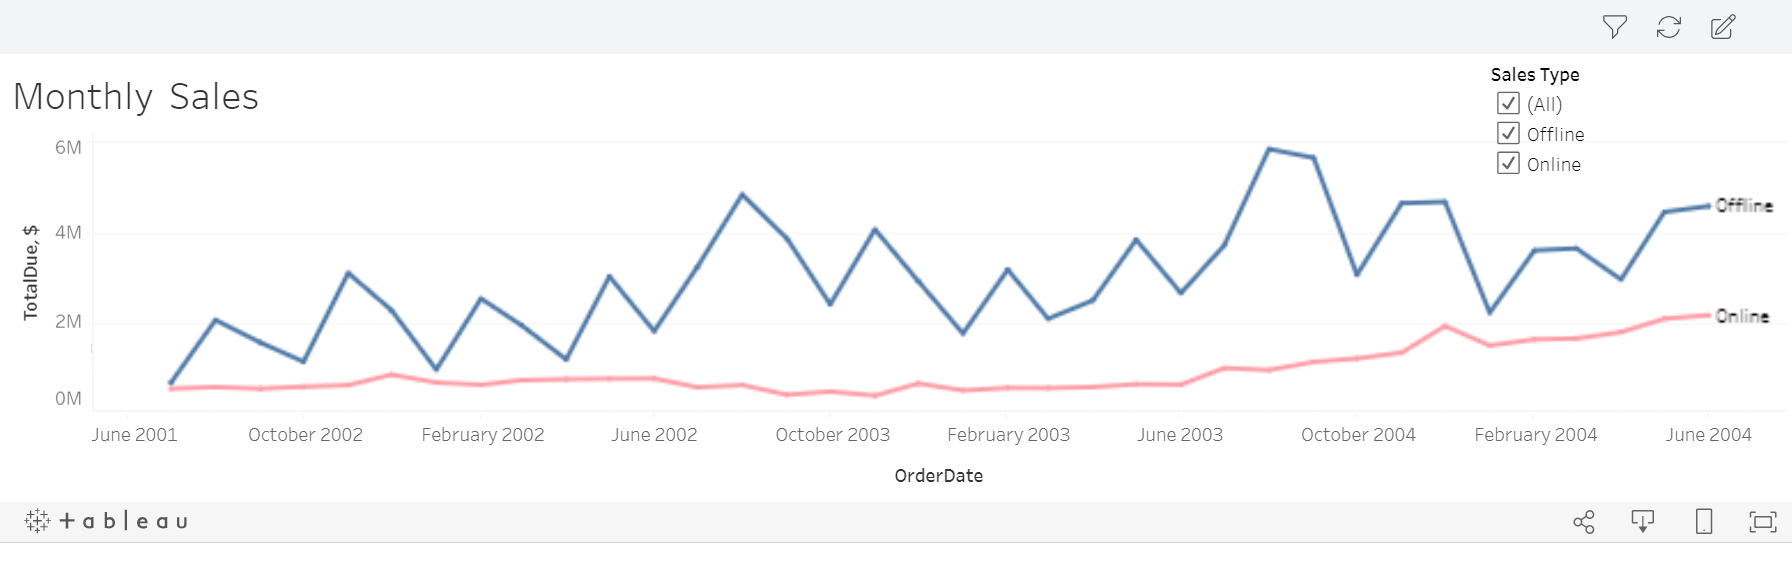 Monthly Sales
Sales Type
(All)
Offline
Online
6M
4M
2M
0M
TotalDue, $
Offline
Online
June 2001 October 2002 February 2002 June 2002 October 2003 February 2003 June 2003 October 2004 February 2004 June 2004
OrderDate
+ a b l e a u